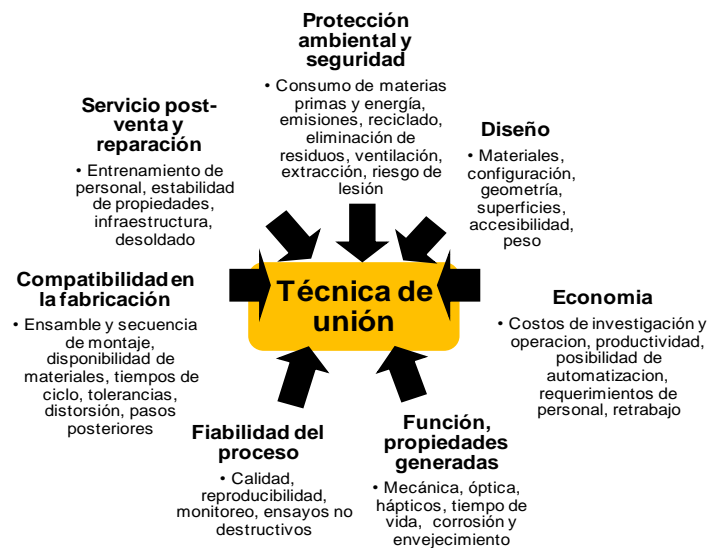 Protección
ambiental y
seguridad
• Consumo de materias
primas y energía,
emisiones, reciclado,
eliminación de
residuos, ventilación,
extracción, riesgo de
lesión
Diseño
• Materiales,
configuración,
geometría,
superficies,
accesibilidad,
peso
Economia
• Costos de investigación y
operacion, productividad,
posibilidad de
automatizacion,
requerimientos de
personal, retrabajo
Función,
propiedades
generadas
• Mecánica, óptica,
hápticos, tiempo de
vida, corrosión y
envejecimiento
Fiabilidad del
proceso
• Calidad,
reproducibilidad,
monitoreo, ensayos no
destructivos
Compatibilidad en
la fabricación
• Ensamble y secuencia
de montaje,
disponibilidad de
materiales, tiempos de
ciclo, tolerancias,
distorsión, pasos
posteriores
Servicio post-
venta y
reparación
• Entrenamiento de
personal, estabilidad
de propiedades,
infraestructura,
desoldado
Técnica de
unión